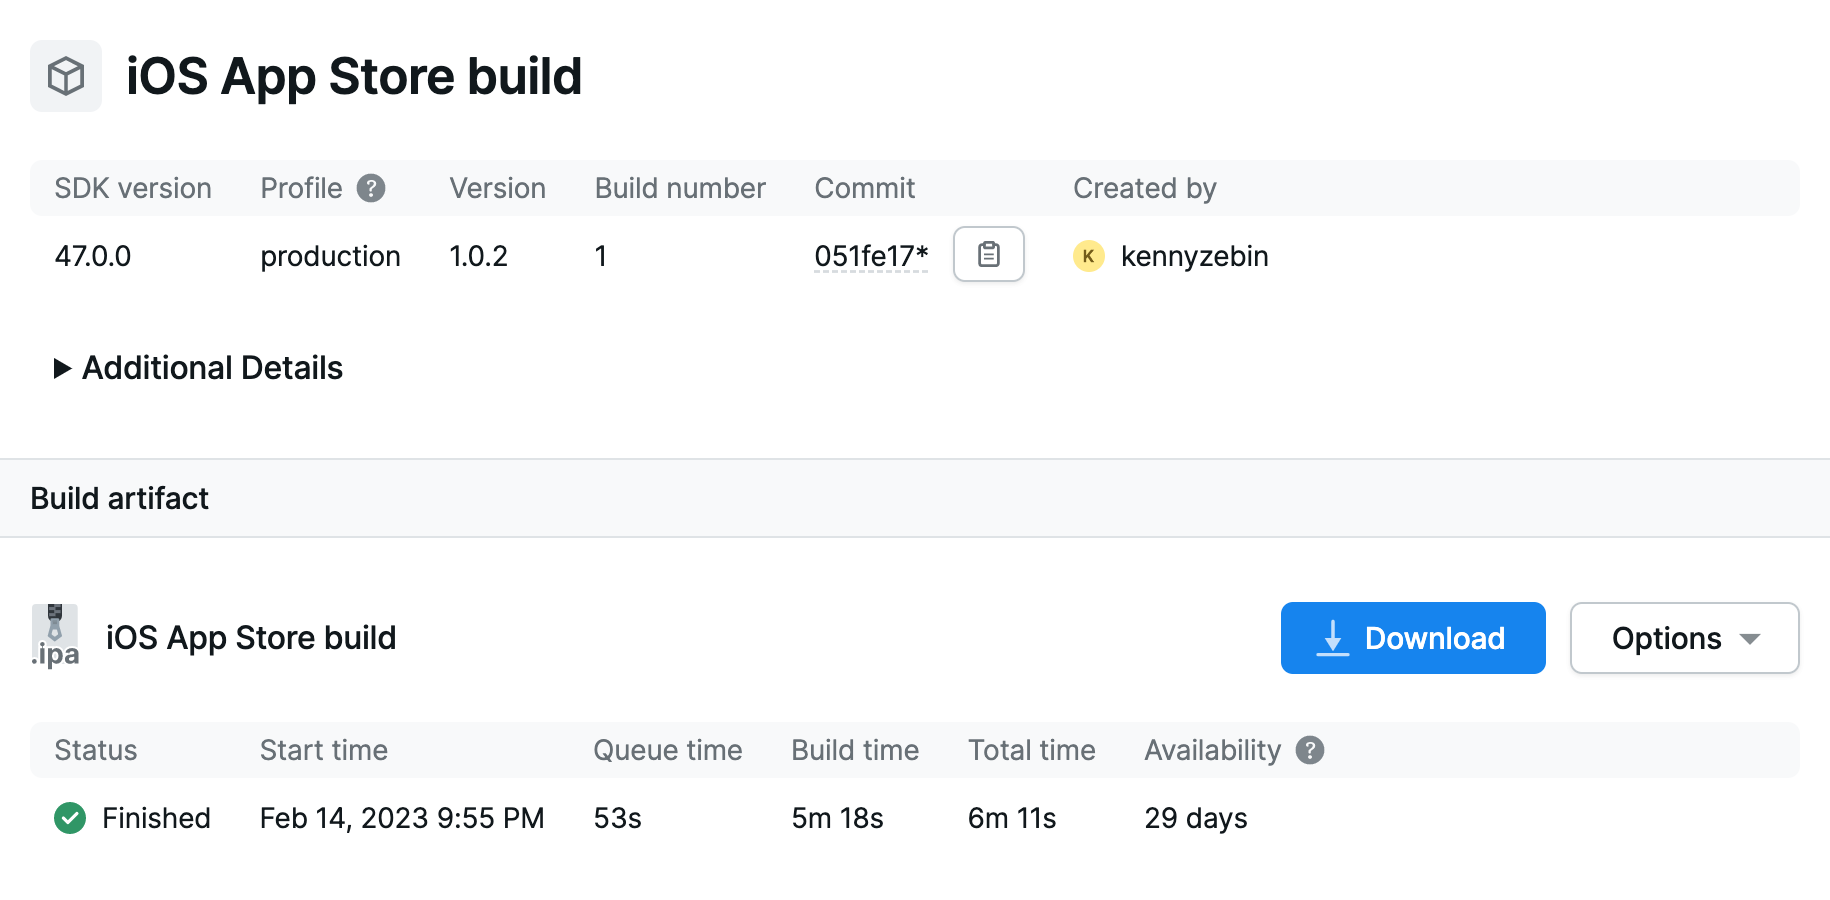 iOS App Store build
SDK version Profile ? Version Build number Commit Created by
47.0.0 production 1.0.2 1 051fe17* K kennyzebin
Additional Details
Build artifact
.ipa iOS App Store build Download Options
Status Start time Queue time Build time Total time Availability ?
Finished Feb 14, 2023 9:55 PM 53s 5m 18s 6m 11s 29 days